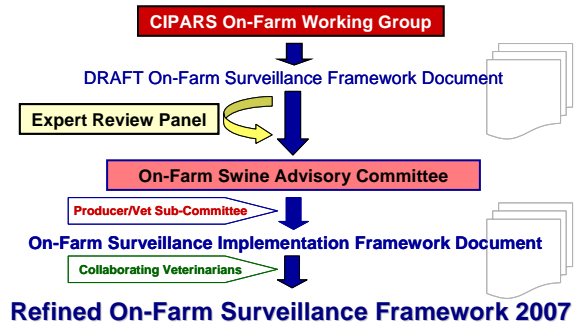 CIPARS On-Farm Working Group
DRAFT On-Farm Surveillance Framework Document
Expert Review Panel
On-Farm Swine Advisory Committee
Producer/Vet Sub-Committee
On-Farm Surveillance Implementation Framework Document
Collaborating Veterinarians
Refined On-Farm Surveillance Framework 2007